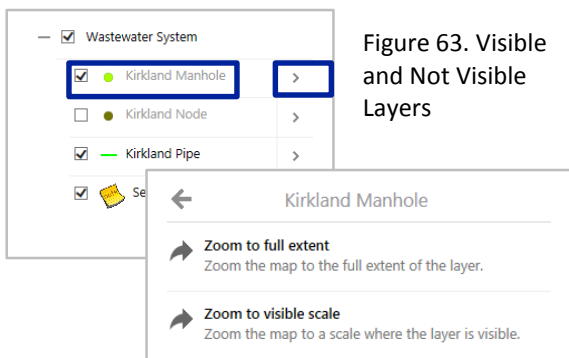 Wastewater System
Kirkland Manhole
Kirkland Node
Kirkland Pipe
Se
Figure 63. Visible
and Not Visible
Layers
Kirkland Manhole
Zoom to full extent
Zoom the map to the full extent of the layer.
Zoom to visible scale
Zoom the map to a scale where the layer is visible.